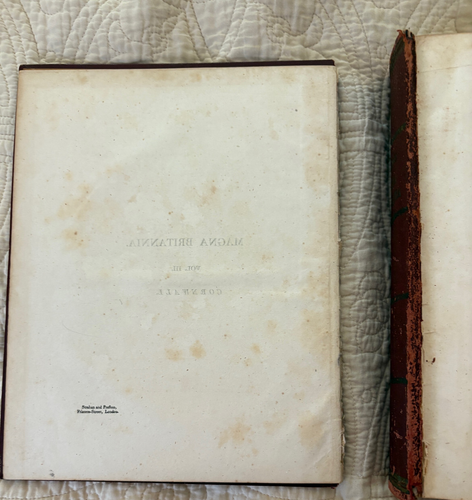 MAGNA BRITANNIA.
VOL. III.
CORNWALL
Strahan and Preston,
Printers-Street, London.